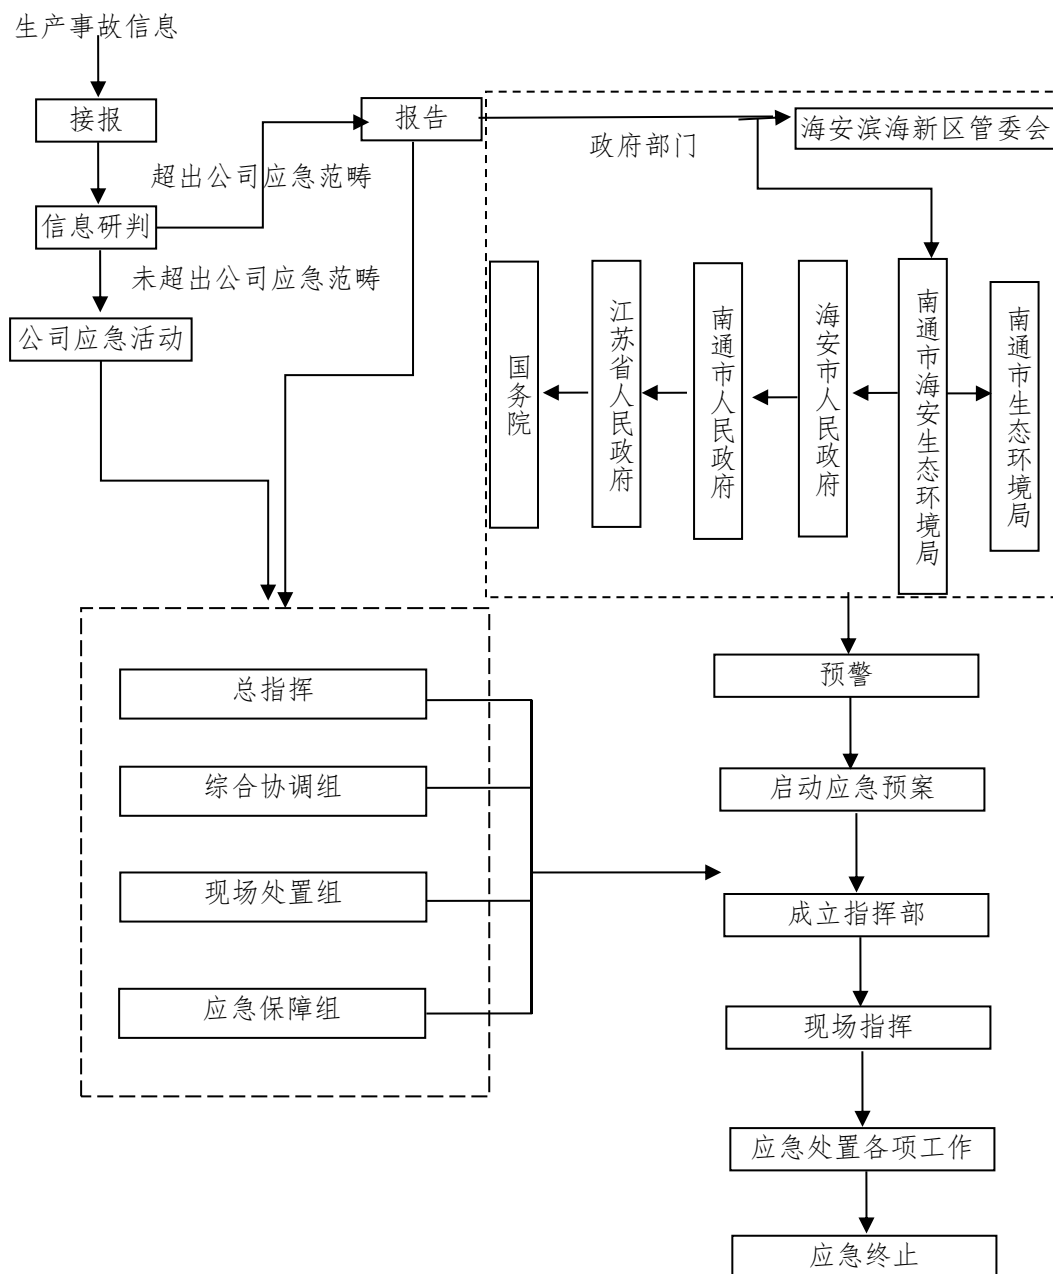 生产事故信息
接报
报告
海安滨海新区管委会
政府部门
超出公司应急范畴
信息研判
未超出公司应急范畴
公司应急活动
国务院
江苏省人民政府
南通市人民政府
海安市人民政府
南通市海安生态环境局
南通市生态环境局
总指挥
综合协调组
现场处置组
应急保障组
预警
启动应急预案
成立指挥部
现场指挥
应急处置各项工作
应急终止